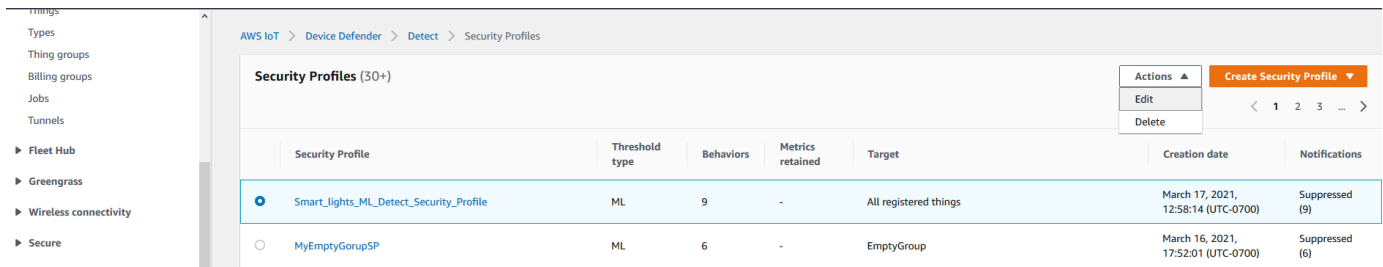 Things
Types
Thing groups
Billing groups
Jobs
Tunnels
Fleet Hub
Greengrass
Wireless connectivity
Secure
AWS IoT > Device Defender > Detect > Security Profiles
Security Profiles (30+)
Actions
Create Security Profile
Edit
Delete
< 1 2 3 ... >
Security Profile Threshold type Behaviors Metrics retained Target Creation date Notifications
Smart_lights_ML_Detect_Security_Profile ML 9 - All registered things March 17, 2021, 12:58:14 (UTC-0700) Suppressed (9)
MyEmptyGorupSP ML 6 - EmptyGroup March 16, 2021, 17:52:01 (UTC-0700) Suppressed (6)